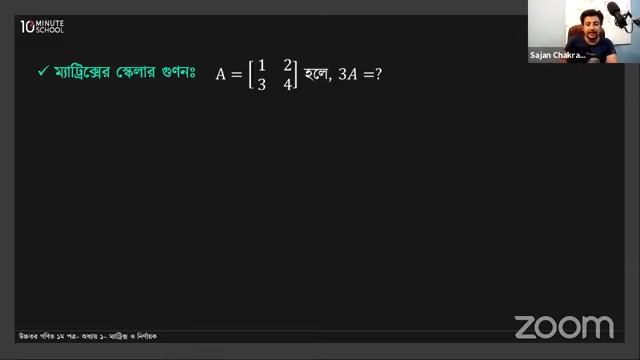 10 MINUTE SCHOOL
✓ ম্যাট্রিক্সের স্কেলার গুণনঃ A = [1 2 3 4] হলে, 3A =?
Sajan Chakra...
উচ্চতর গণিত ১ম পত্র– অধ্যায় ১– ম্যাট্রিক্স ও নির্ণায়ক
zoom